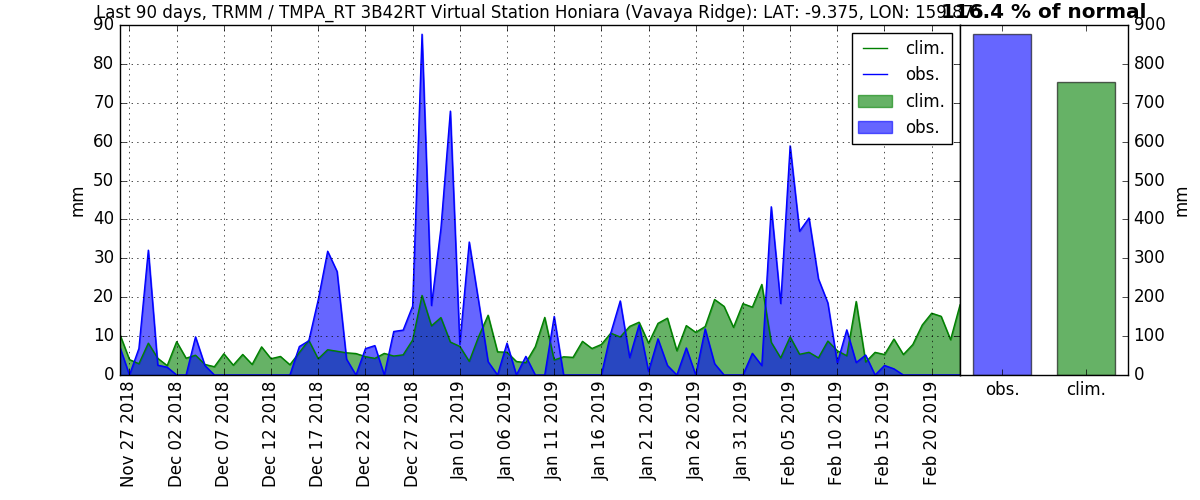 Last 90 days, TRMM / TMPA_RT 3B42RT Virtual Station Honiara (Vavaya Ridge): LAT: -9.375, LON:
116.4 % of normal
90
80
70
60
50
40
30
20
10
0
mm
clim.
obs.
clim.
obs.
900
800
700
600
500
400
300
200
100
0
mm
obs.
clim.
Nov 27 2018
Dec 02 2018
Dec 07 2018
Dec 12 2018
Dec 17 2018
Dec 22 2018
Dec 27 2018
Jan 01 2019
Jan 06 2019
Jan 11 2019
Jan 16 2019
Jan 21 2019
Jan 26 2019
Jan 31 2019
Feb 05 2019
Feb 10 2019
Feb 15 2019
Feb 20 2019